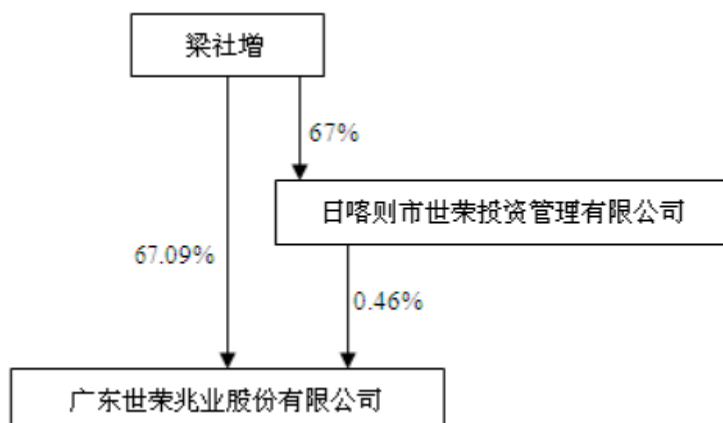 梁社增
67%
日喀则市世荣投资管理有限公司
67.09%
0.46%
广东世荣兆业股份有限公司